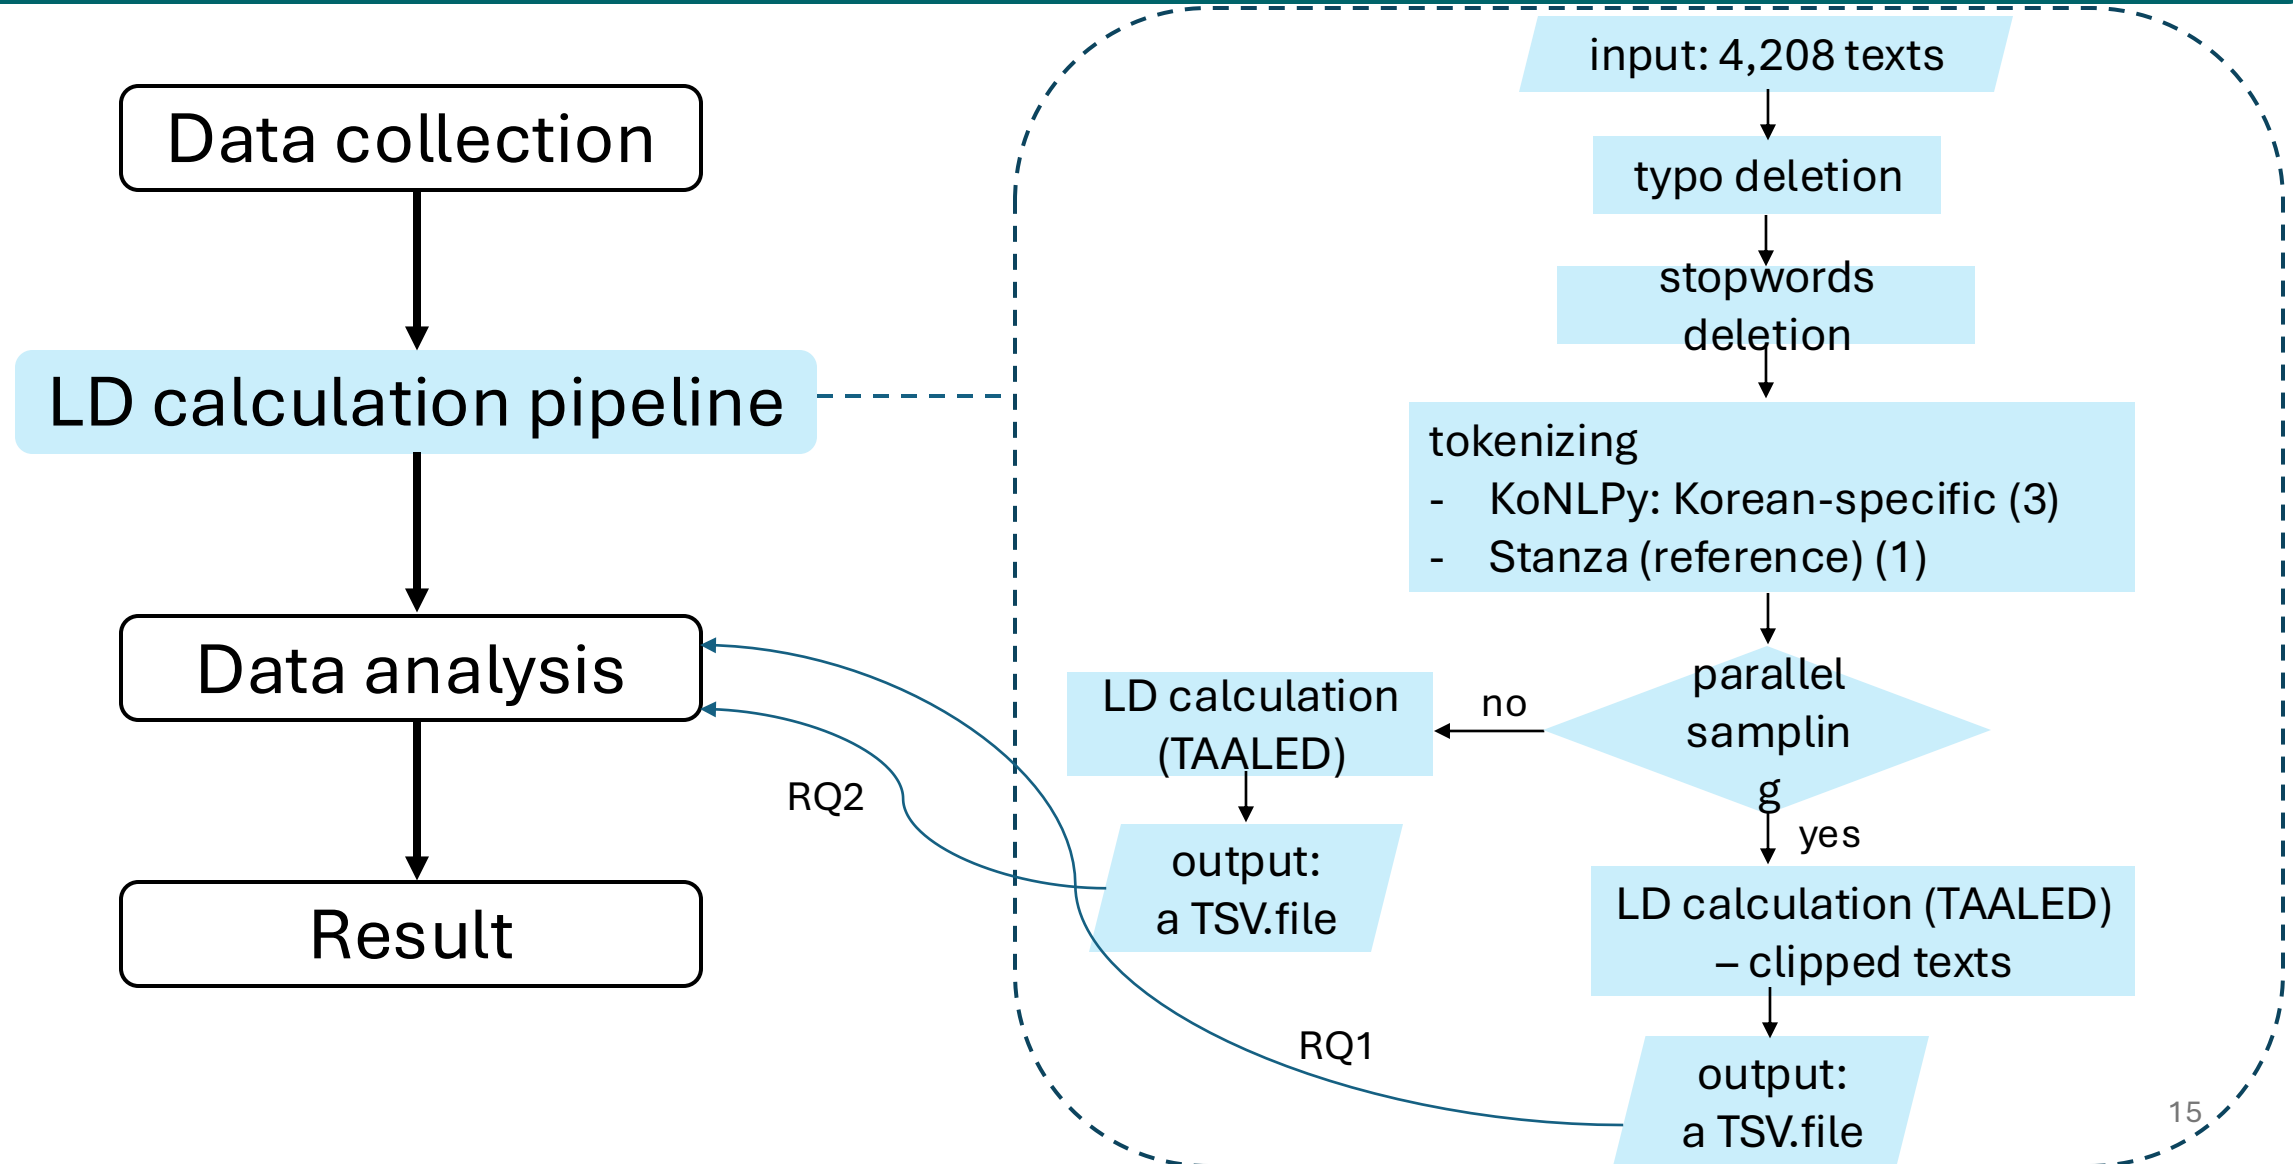 Data collection
LD calculation pipeline
Data analysis
Result
input: 4,208 texts
typo deletion
stopwords
deletion
tokenizing
- KoNLPy: Korean-specific (3)
- Stanza (reference) (1)
parallel
samplin
g
no
yes
LD calculation
(TAALED)
output:
a TSV.file
LD calculation (TAALED)
– clipped texts
output:
a TSV.file
RQ2
RQ1
15